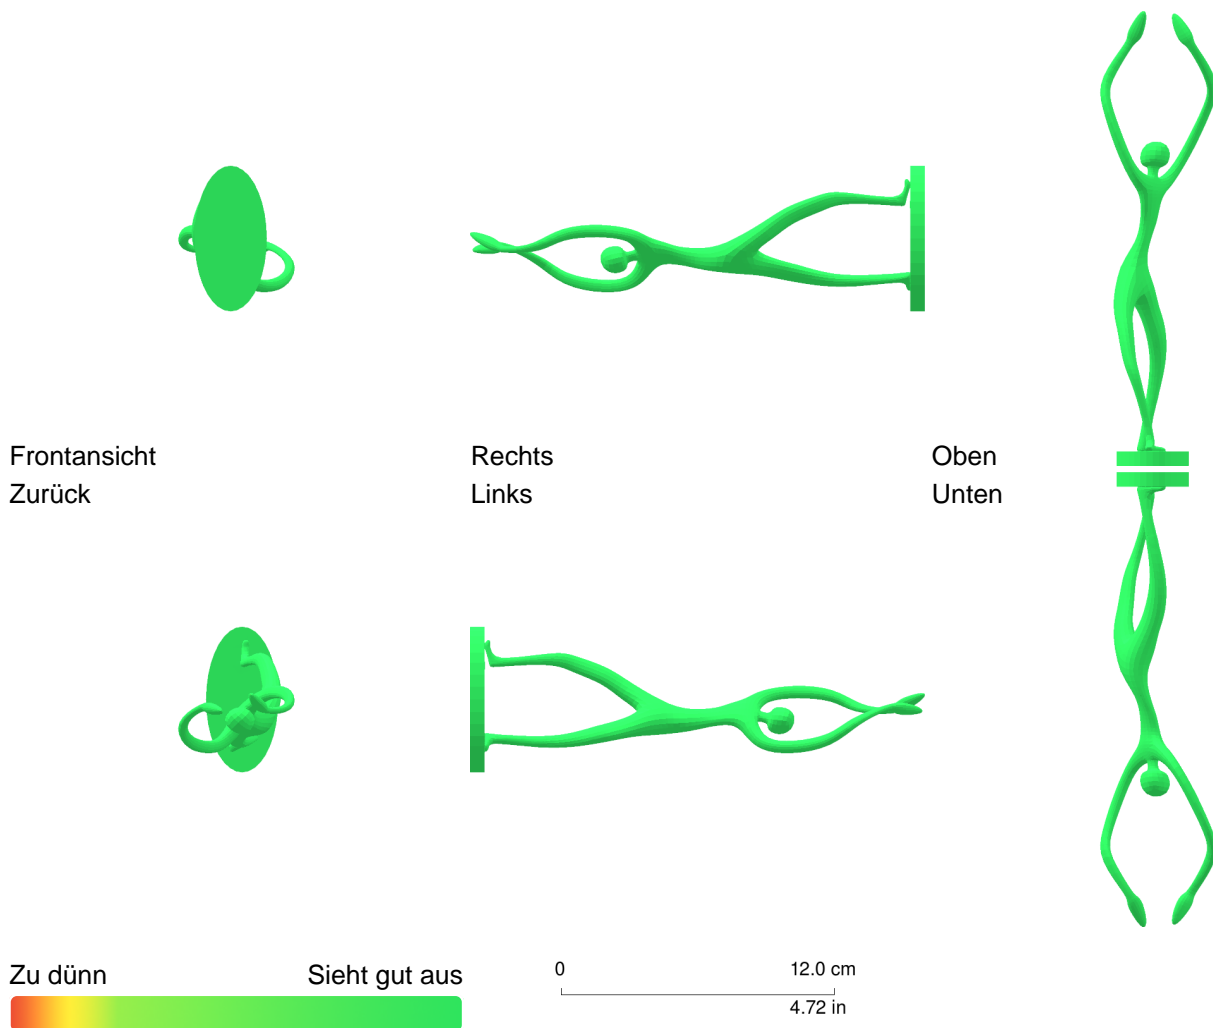 Frontansicht
Zurück
Rechts
Links
Oben
Unten
Zu dünn
Sieht gut aus
0
12.0 cm
4.72 in